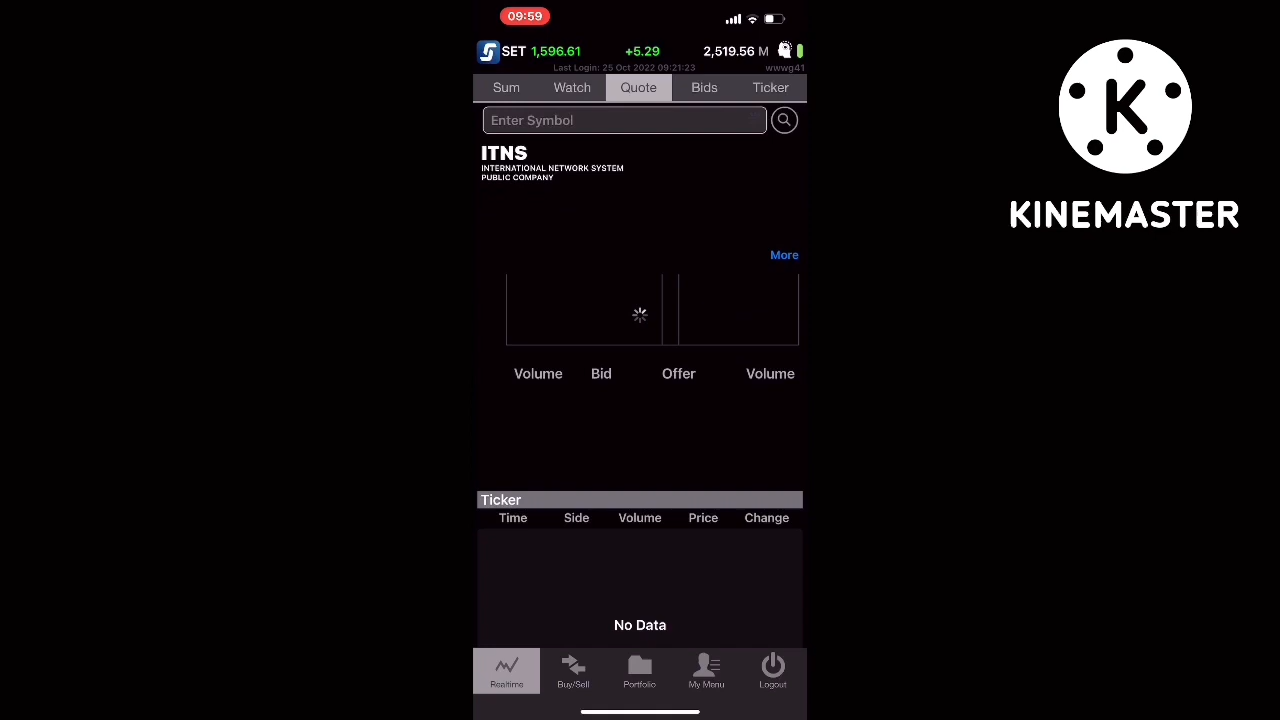 09:59
SET 1,596.61 +5.29 2,519.56 M
Last Login: 25 Oct 2022 09:21:23 wwwg41
Sum Watch Quote Bids Ticker
Enter Symbol
ITNS
INTERNATIONAL NETWORK SYSTEM
PUBLIC COMPANY
More
Volume Bid Offer Volume
Ticker
Time Side Volume Price Change
No Data
Realtime Buy/Sell Portfolio My Menu Logout
K
KINEMASTER